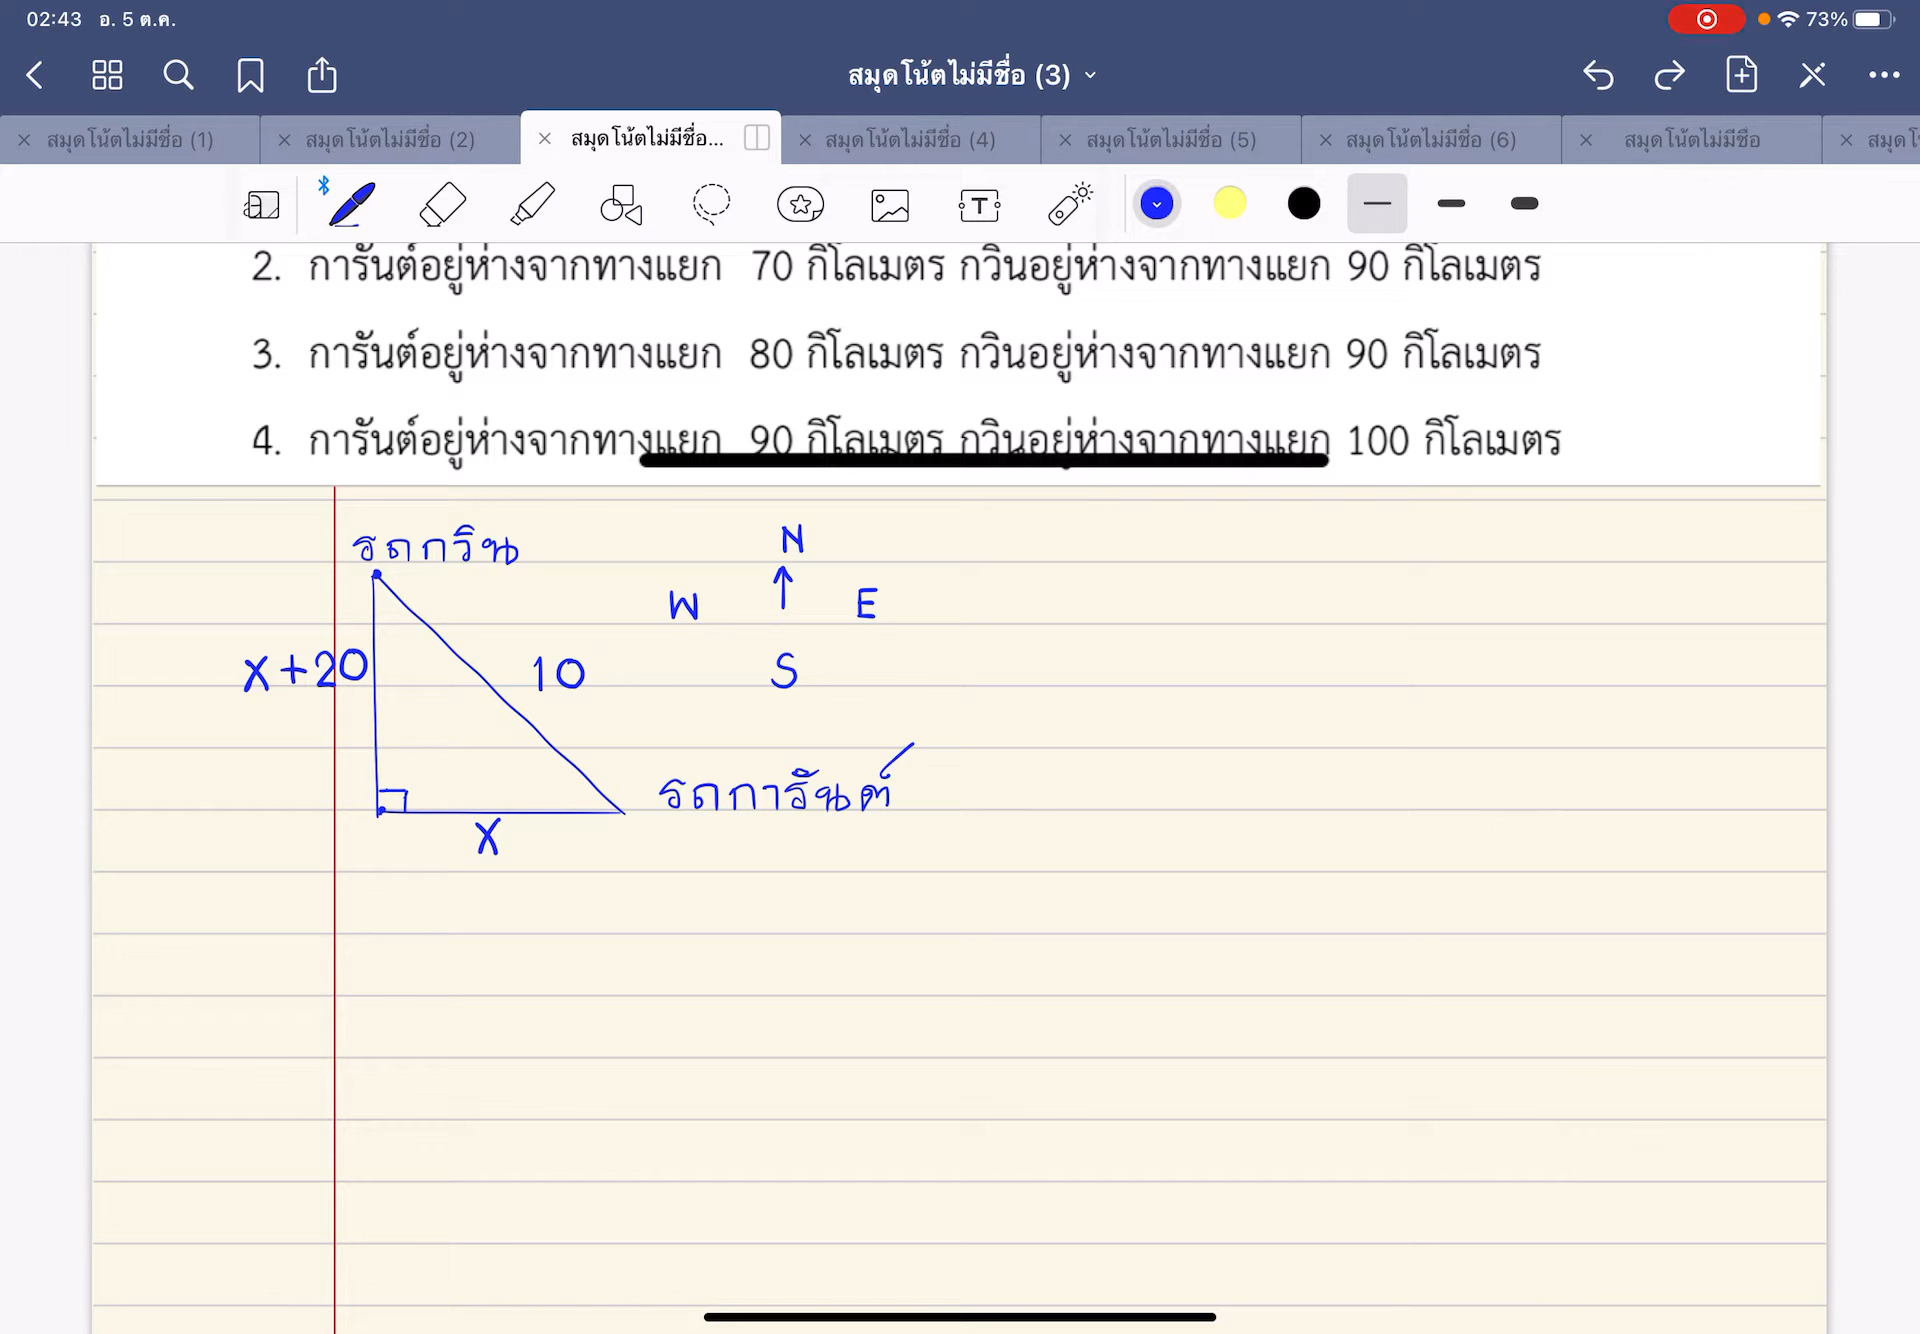 02:43 อ. 5 ต.ค. 73%
สมุดโน้ตไม่มีชื่อ (3)
สมุดโน้ตไม่มีชื่อ (1) สมุดโน้ตไม่มีชื่อ (2) สมุดโน้ตไม่มีชื่อ... สมุดโน้ตไม่มีชื่อ (4) สมุดโน้ตไม่มีชื่อ (5) สมุดโน้ตไม่มีชื่อ (6) สมุดโน้ตไม่มีชื่อ
2. การันต์อยู่ห่างจากทางแยก 70 กิโลเมตร กวินอยู่ห่างจากทางแยก 90 กิโลเมตร
3. การันต์อยู่ห่างจากทางแยก 80 กิโลเมตร กวินอยู่ห่างจากทางแยก 90 กิโลเมตร
4. การันต์อยู่ห่างจากทางแยก 90 กิโลเมตร กวินอยู่ห่างจากทางแยก 100 กิโลเมตร
รถกวิน N
W E
X+20 10 S
รถการันต์
X